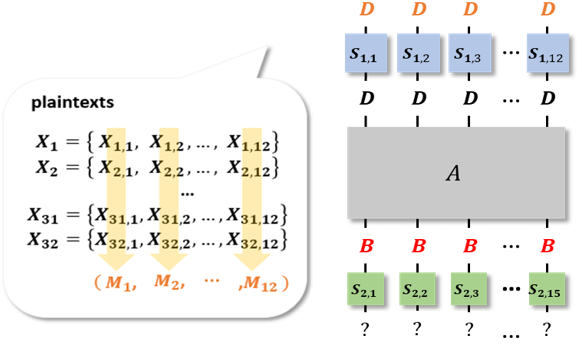 plaintexts
X₁ = { X₁,₁, X₁,₂, ..., X₁,₁₂}
X₂ = { X₂,₁, X₂,₂, ..., X₂,₁₂}
...
X₃₁ = {X₃₁,₁, X₃₁,₂, ..., X₃₁,₁₂}
X₃₂ = {X₃₂,₁, X₃₂,₂, ..., X₃₂,₁₂}
( M₁, M₂, ⋯ ,M₁₂ )
D D D D
S₁,₁ S₁,₂ S₁,₃ ⋯ S₁,₁₂
D D D ... D
A
B B B ⋯ B
S₂,₁ S₂,₂ S₂,₃ ⋯ S₂,₁₅
? ? ? ... ?